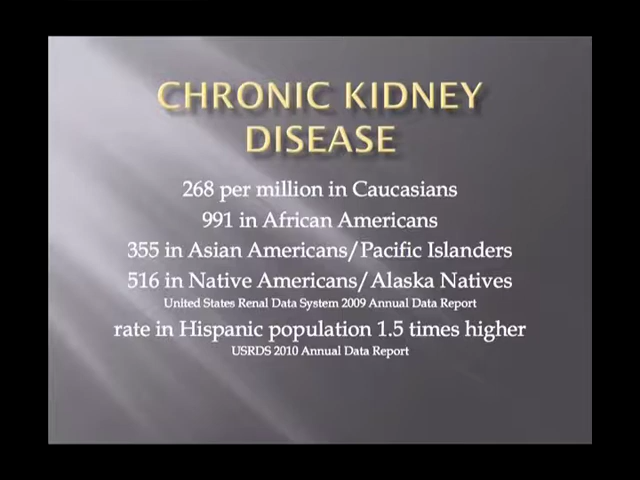 CHRONIC KIDNEY
DISEASE
268 per million in Caucasians
991 in African Americans
355 in Asian Americans/Pacific Islanders
516 in Native Americans/Alaska Natives
United States Renal Data System 2009 Annual Data Report
rate in Hispanic population 1.5 times higher
USRDS 2010 Annual Data Report